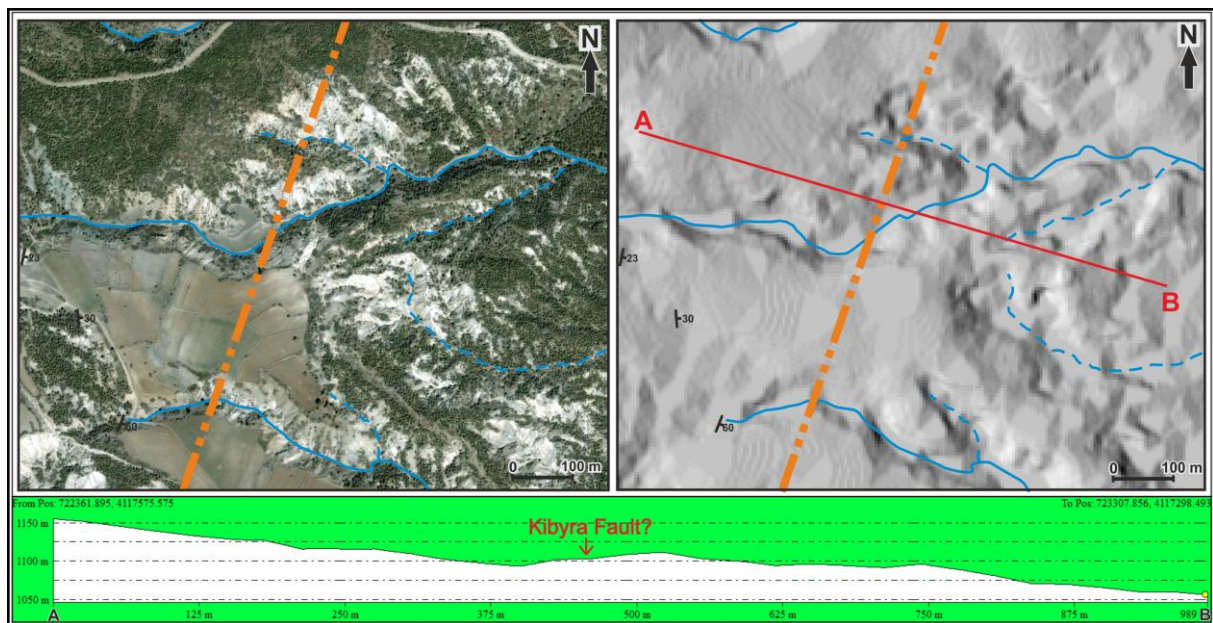 N
23
30
60
0 100 m
N
A
B
23
30
60
0 100 m
From Pos: 722361.895, 4117575.575
To Pos: 723307.856, 4117298.493
1150 m
1100 m
1050 m
Kibyra Fault?
A
125 m
250 m
375 m
500 m
625 m
750 m
875 m
989 m
B